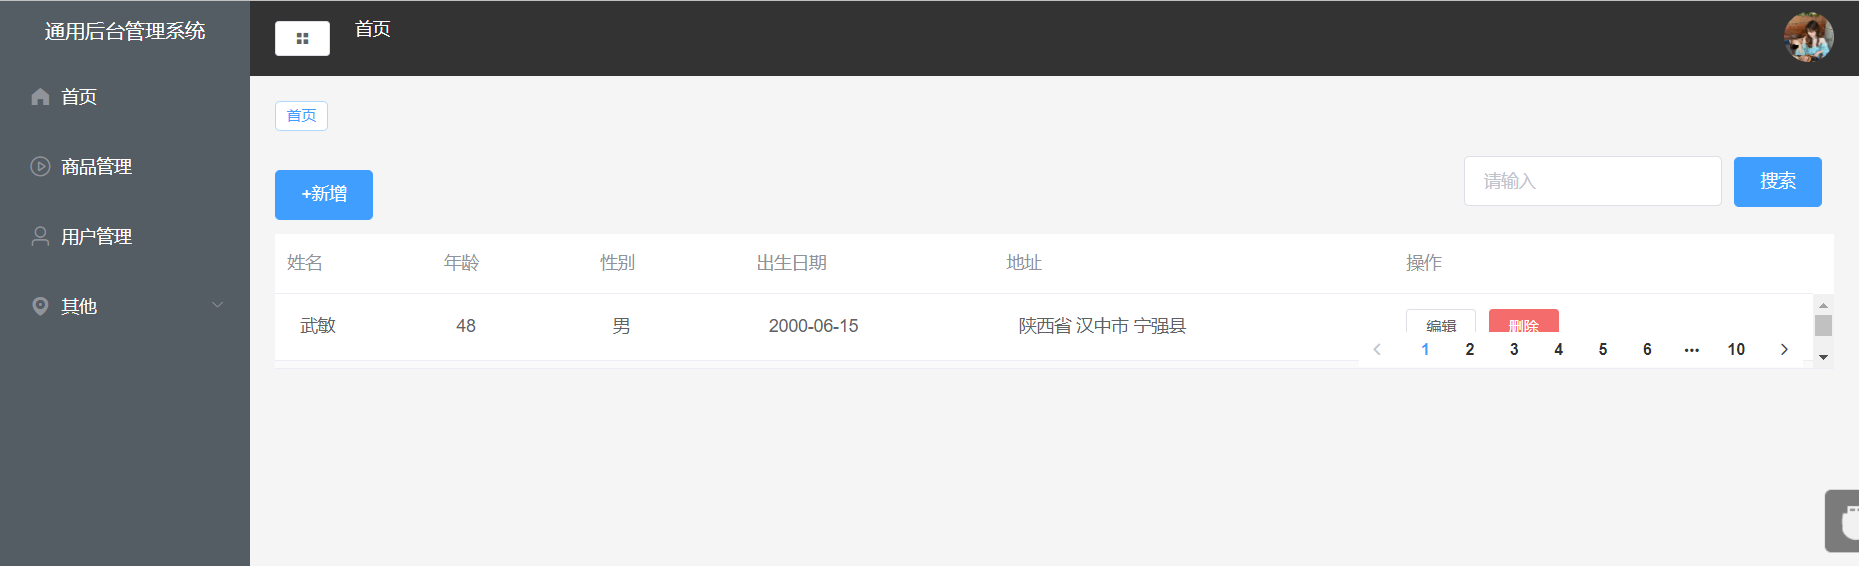 通用后台管理系统
首页
商品管理
用户管理
其他
首页
首页
+新增
请输入 搜索
姓名 年龄 性别 出生日期 地址 操作
武敏 48 男 2000-06-15 陕西省 汉中市 宁强县 编辑 删除
1 2 3 4 5 6 ••• 10